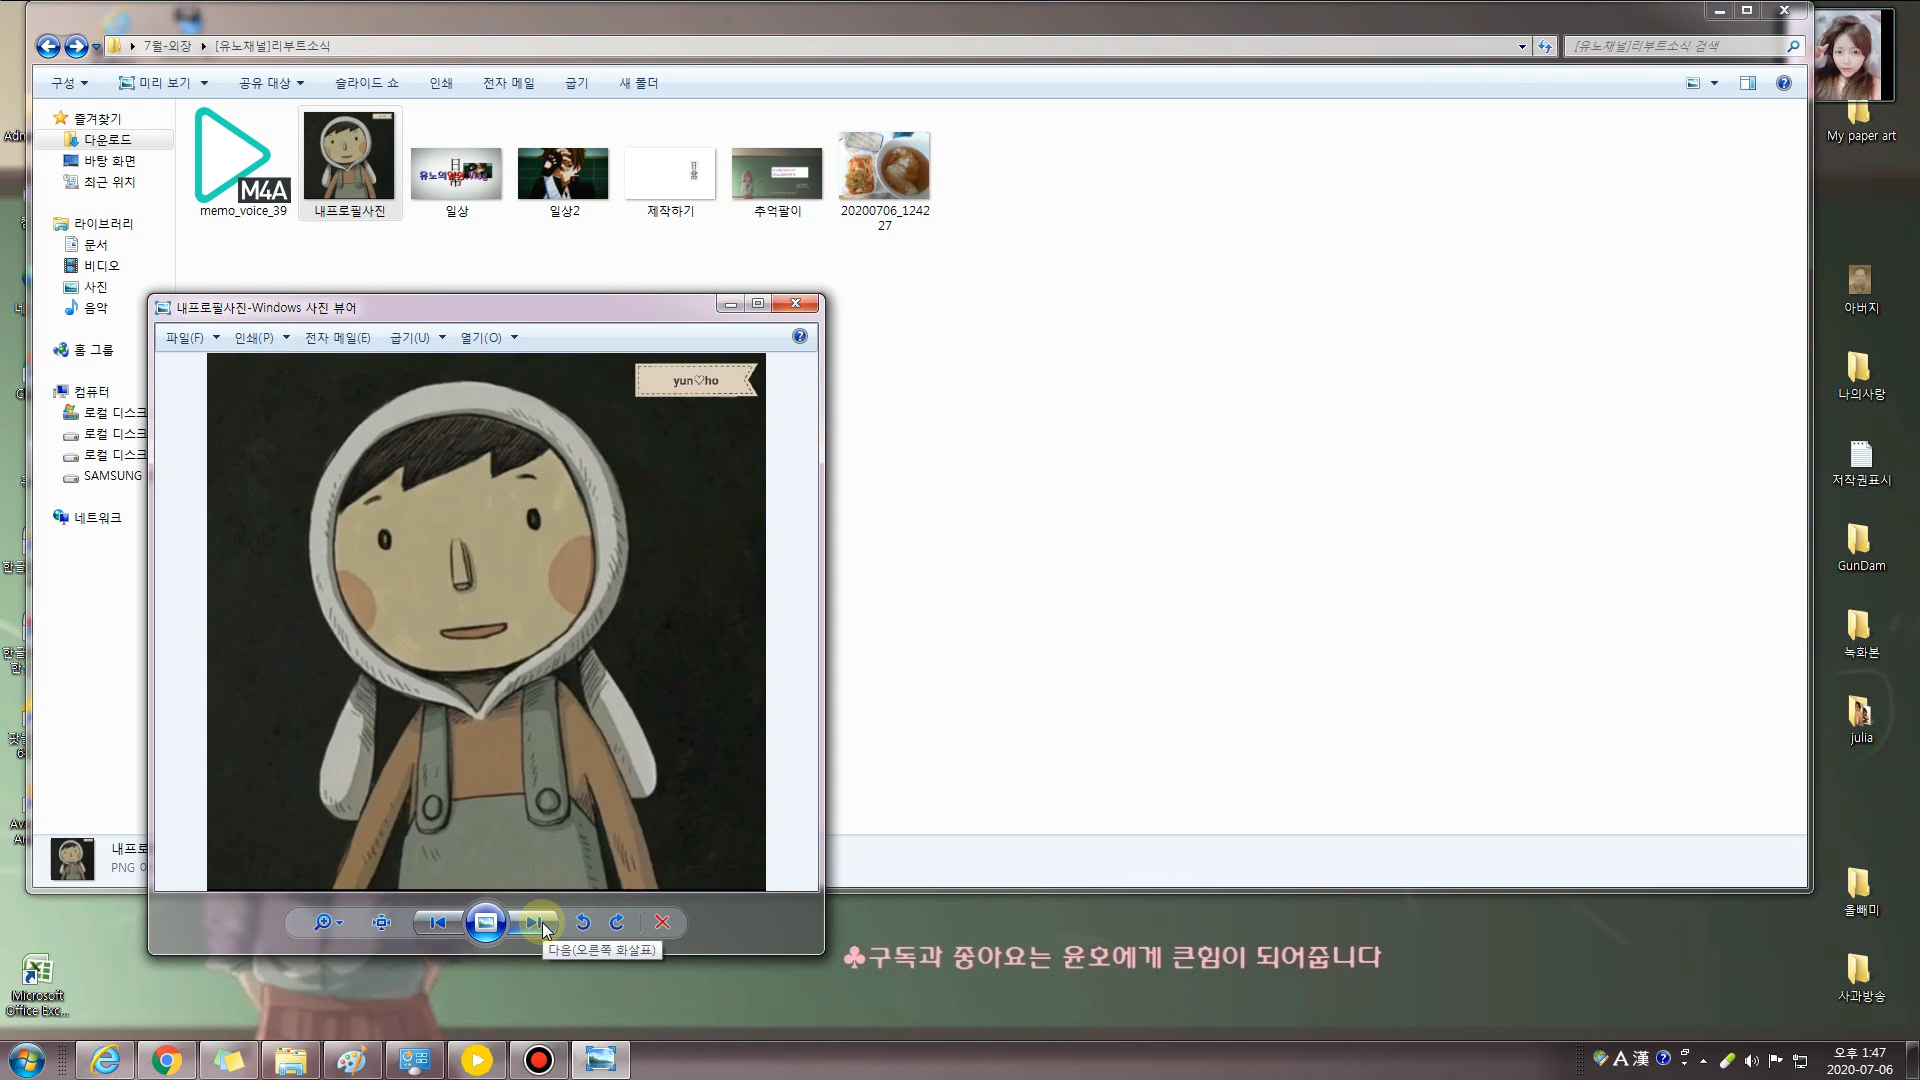 7월-외장 ▸ [유노채널]리부트소식
[유노채널]리부트소식 검색
구성 미리 보기 공유 대상 슬라이드 쇼 인쇄 전자 메일 굽기 새 폴더
즐겨찾기
다운로드
바탕 화면
최근 위치
라이브러리
문서
비디오
사진
음악
홈 그룹
컴퓨터
로컬 디스크
로컬 디스크
로컬 디스크
SAMSUNG
네트워크
M4A
memo_voice_39
내프로필사진
日常
일상
일상2
제작하기
추억팔이
20200706_1242
27
내프로필사진-Windows 사진 뷰어
파일(F) 인쇄(P) 전자 메일(E) 굽기(U) 열기(O)
yun♡ho
다음(오른쪽 화살표)
내프로
PNG 이
♣구독과 좋아요는 윤호에게 큰힘이 되어줍니다
My paper art
아버지
나의사랑
저작권표시
GunDam
녹화본
julia
올빼미
사과방송
Microsoft
Office Exc...
A 漢
오후 1:47
2020-07-06